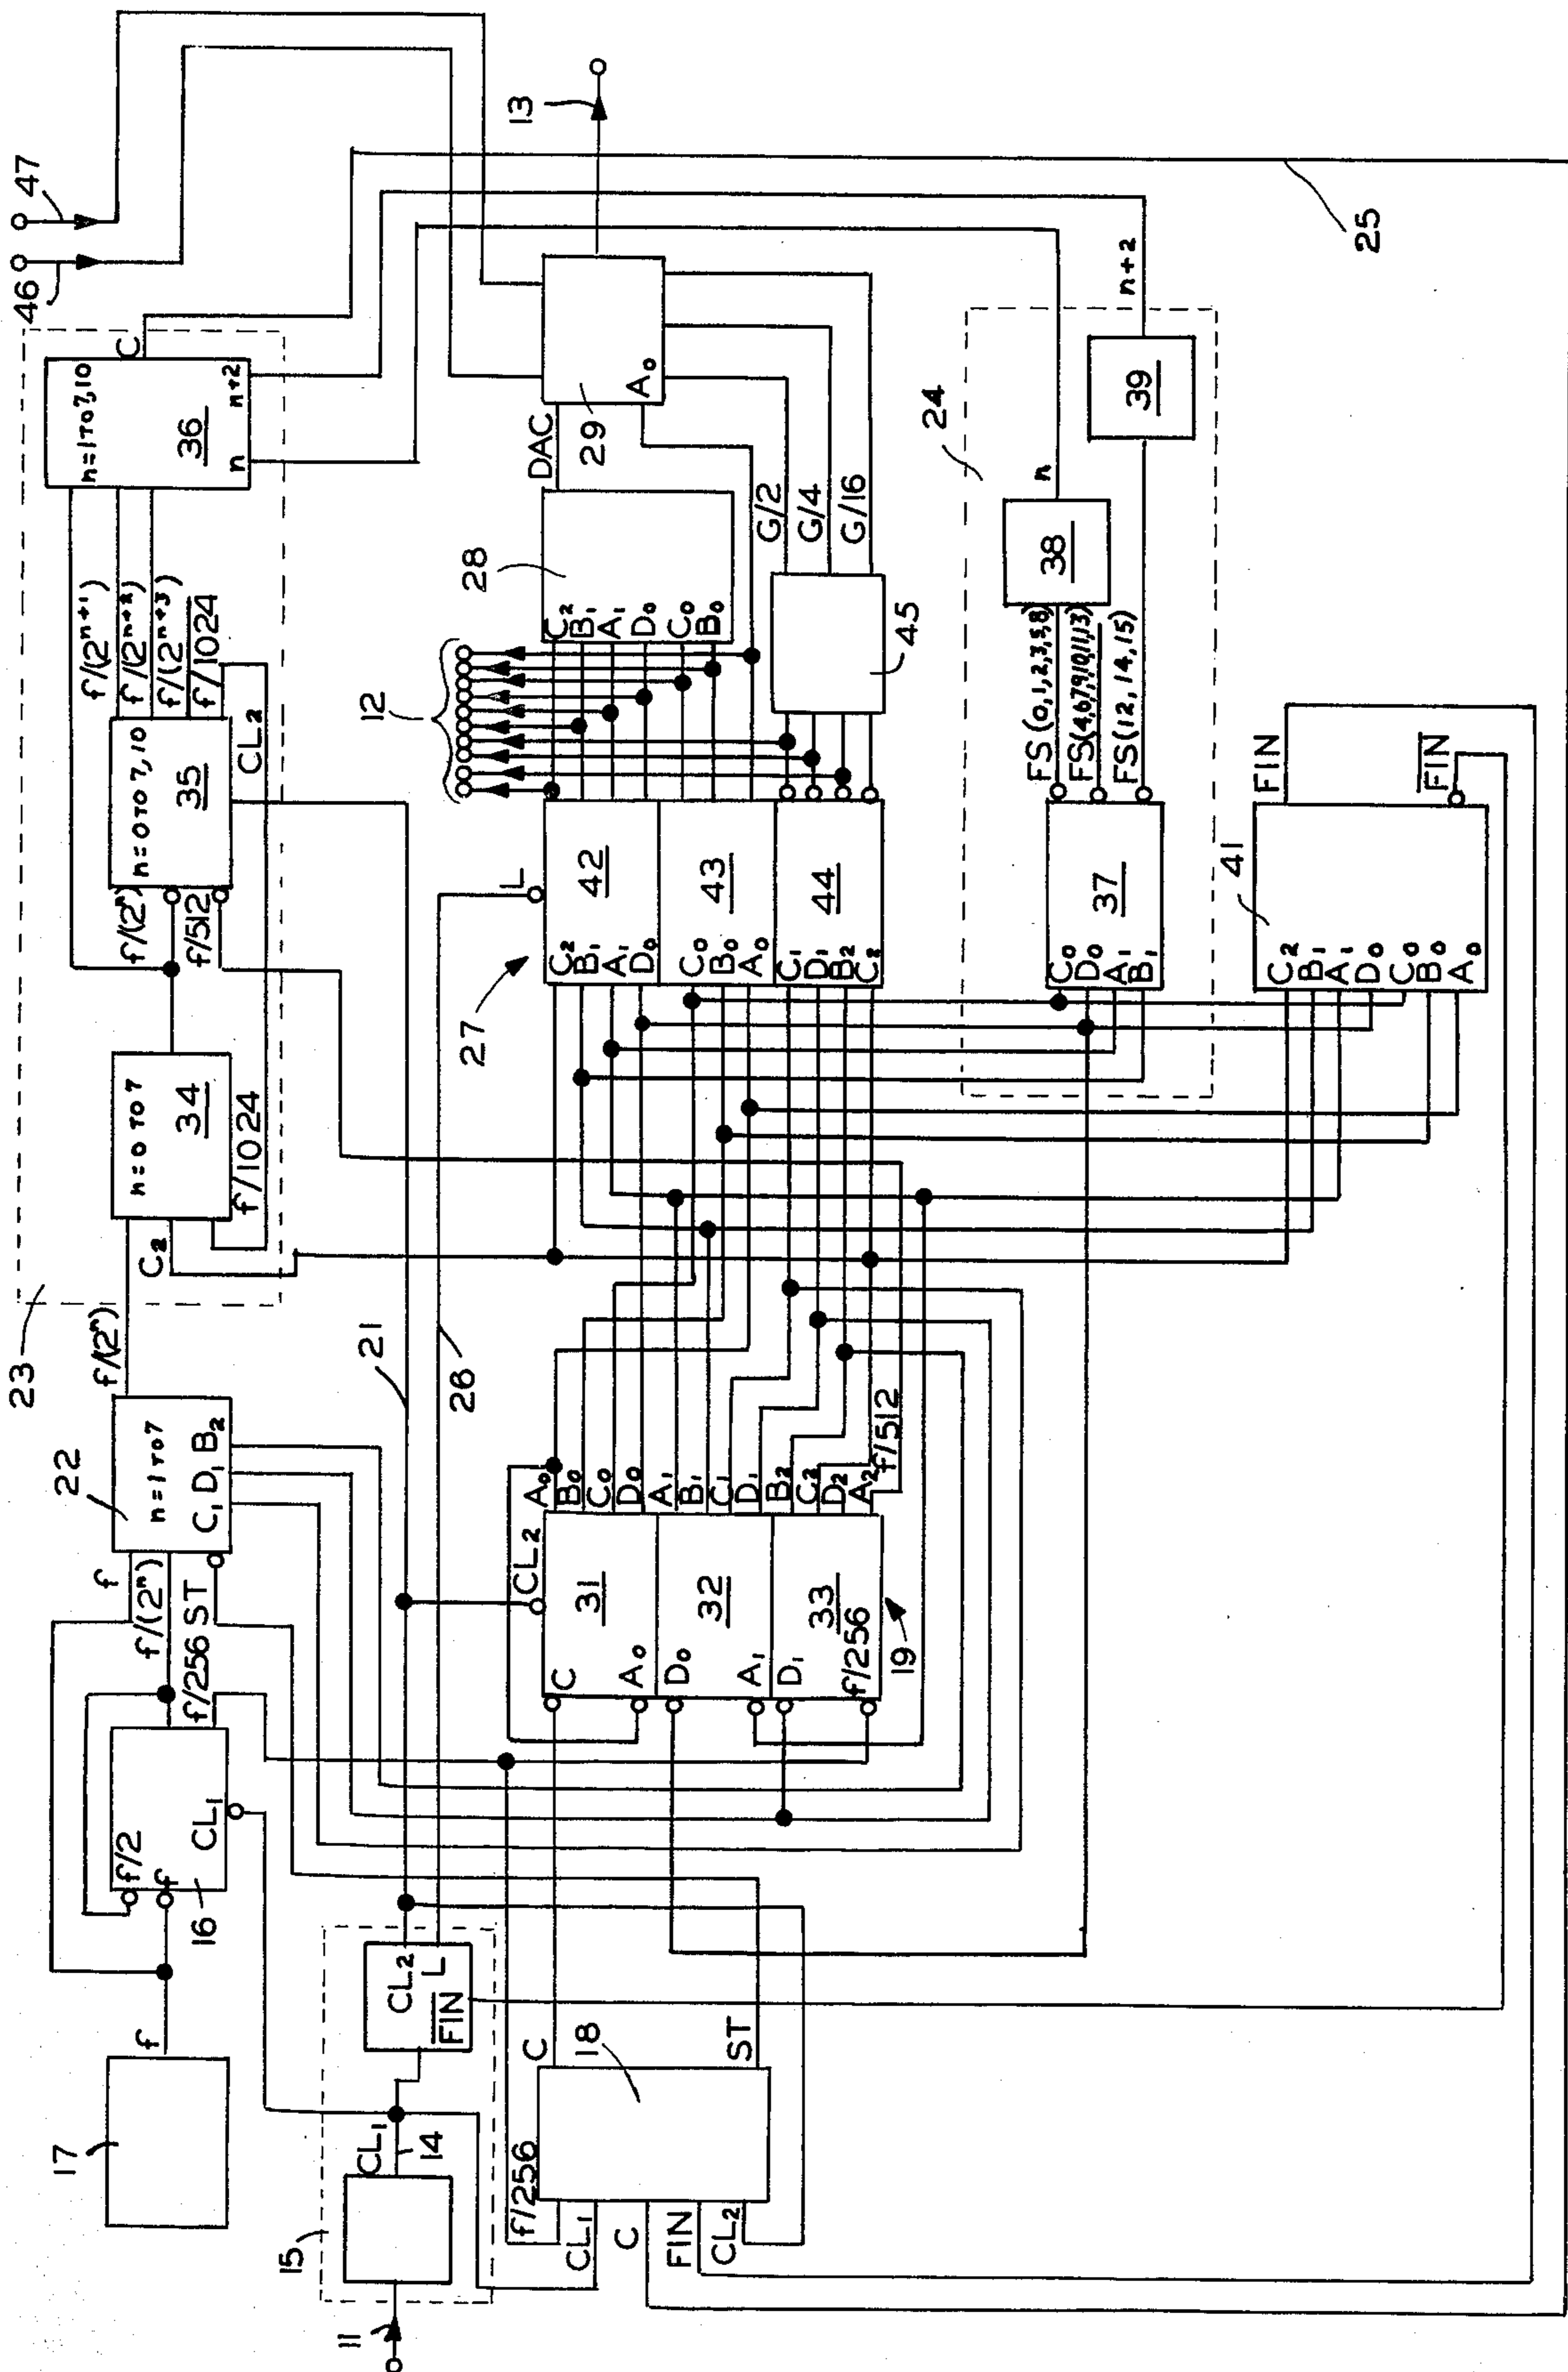 47
46
23
C
n=1 TO 7,10
36
n
n+2
f/(2ⁿ⁺¹)
f/(2ⁿ⁺²)
f/(2ⁿ⁺³)
f/1024
n=0 TO 7,10
35
CL₂
f/(2ⁿ)
f/512
n=0 TO 7
34
f/1024
C₂
f/(2ⁿ)
22
n=1 TO 7
C₁ D₁ B₂
f
f/(2ⁿ)
ST
f/256
f/2
f
CL₁
16
f
17
13
29
A₀
DAC
28
C₂
B₁
A₁
D₀
C₀
B₀
12
G/2
G/4
G/16
45
L
42
43
44
C₂
B₁
A₁
D₀
C₀
B₀
A₀
C₁
D₁
B₂
C₂
27
21
26
A₀
B₀
C₀
D₀
A₁
B₁
C₁
D₁
B₂
C₂
D₂
A₂
f/512
CL₂
31
32
33
C
A₀
D₀
A₁
D₁
f/256
19
CL₂
L
F̅I̅N̅
CL₁
14
15
11
C
18
ST
f/256
CL₁
C
FIN
CL₂
25
24
n+2
39
n
38
FS(0,1,2,3,5,8)
FS(4,6,7,9,10,11,13)
FS(12,14,15)
37
C₀
D₀
A₁
B₁
FIN
F̅I̅N̅
41
C₂
B₁
A₁
D₀
C₀
B₀
A₀